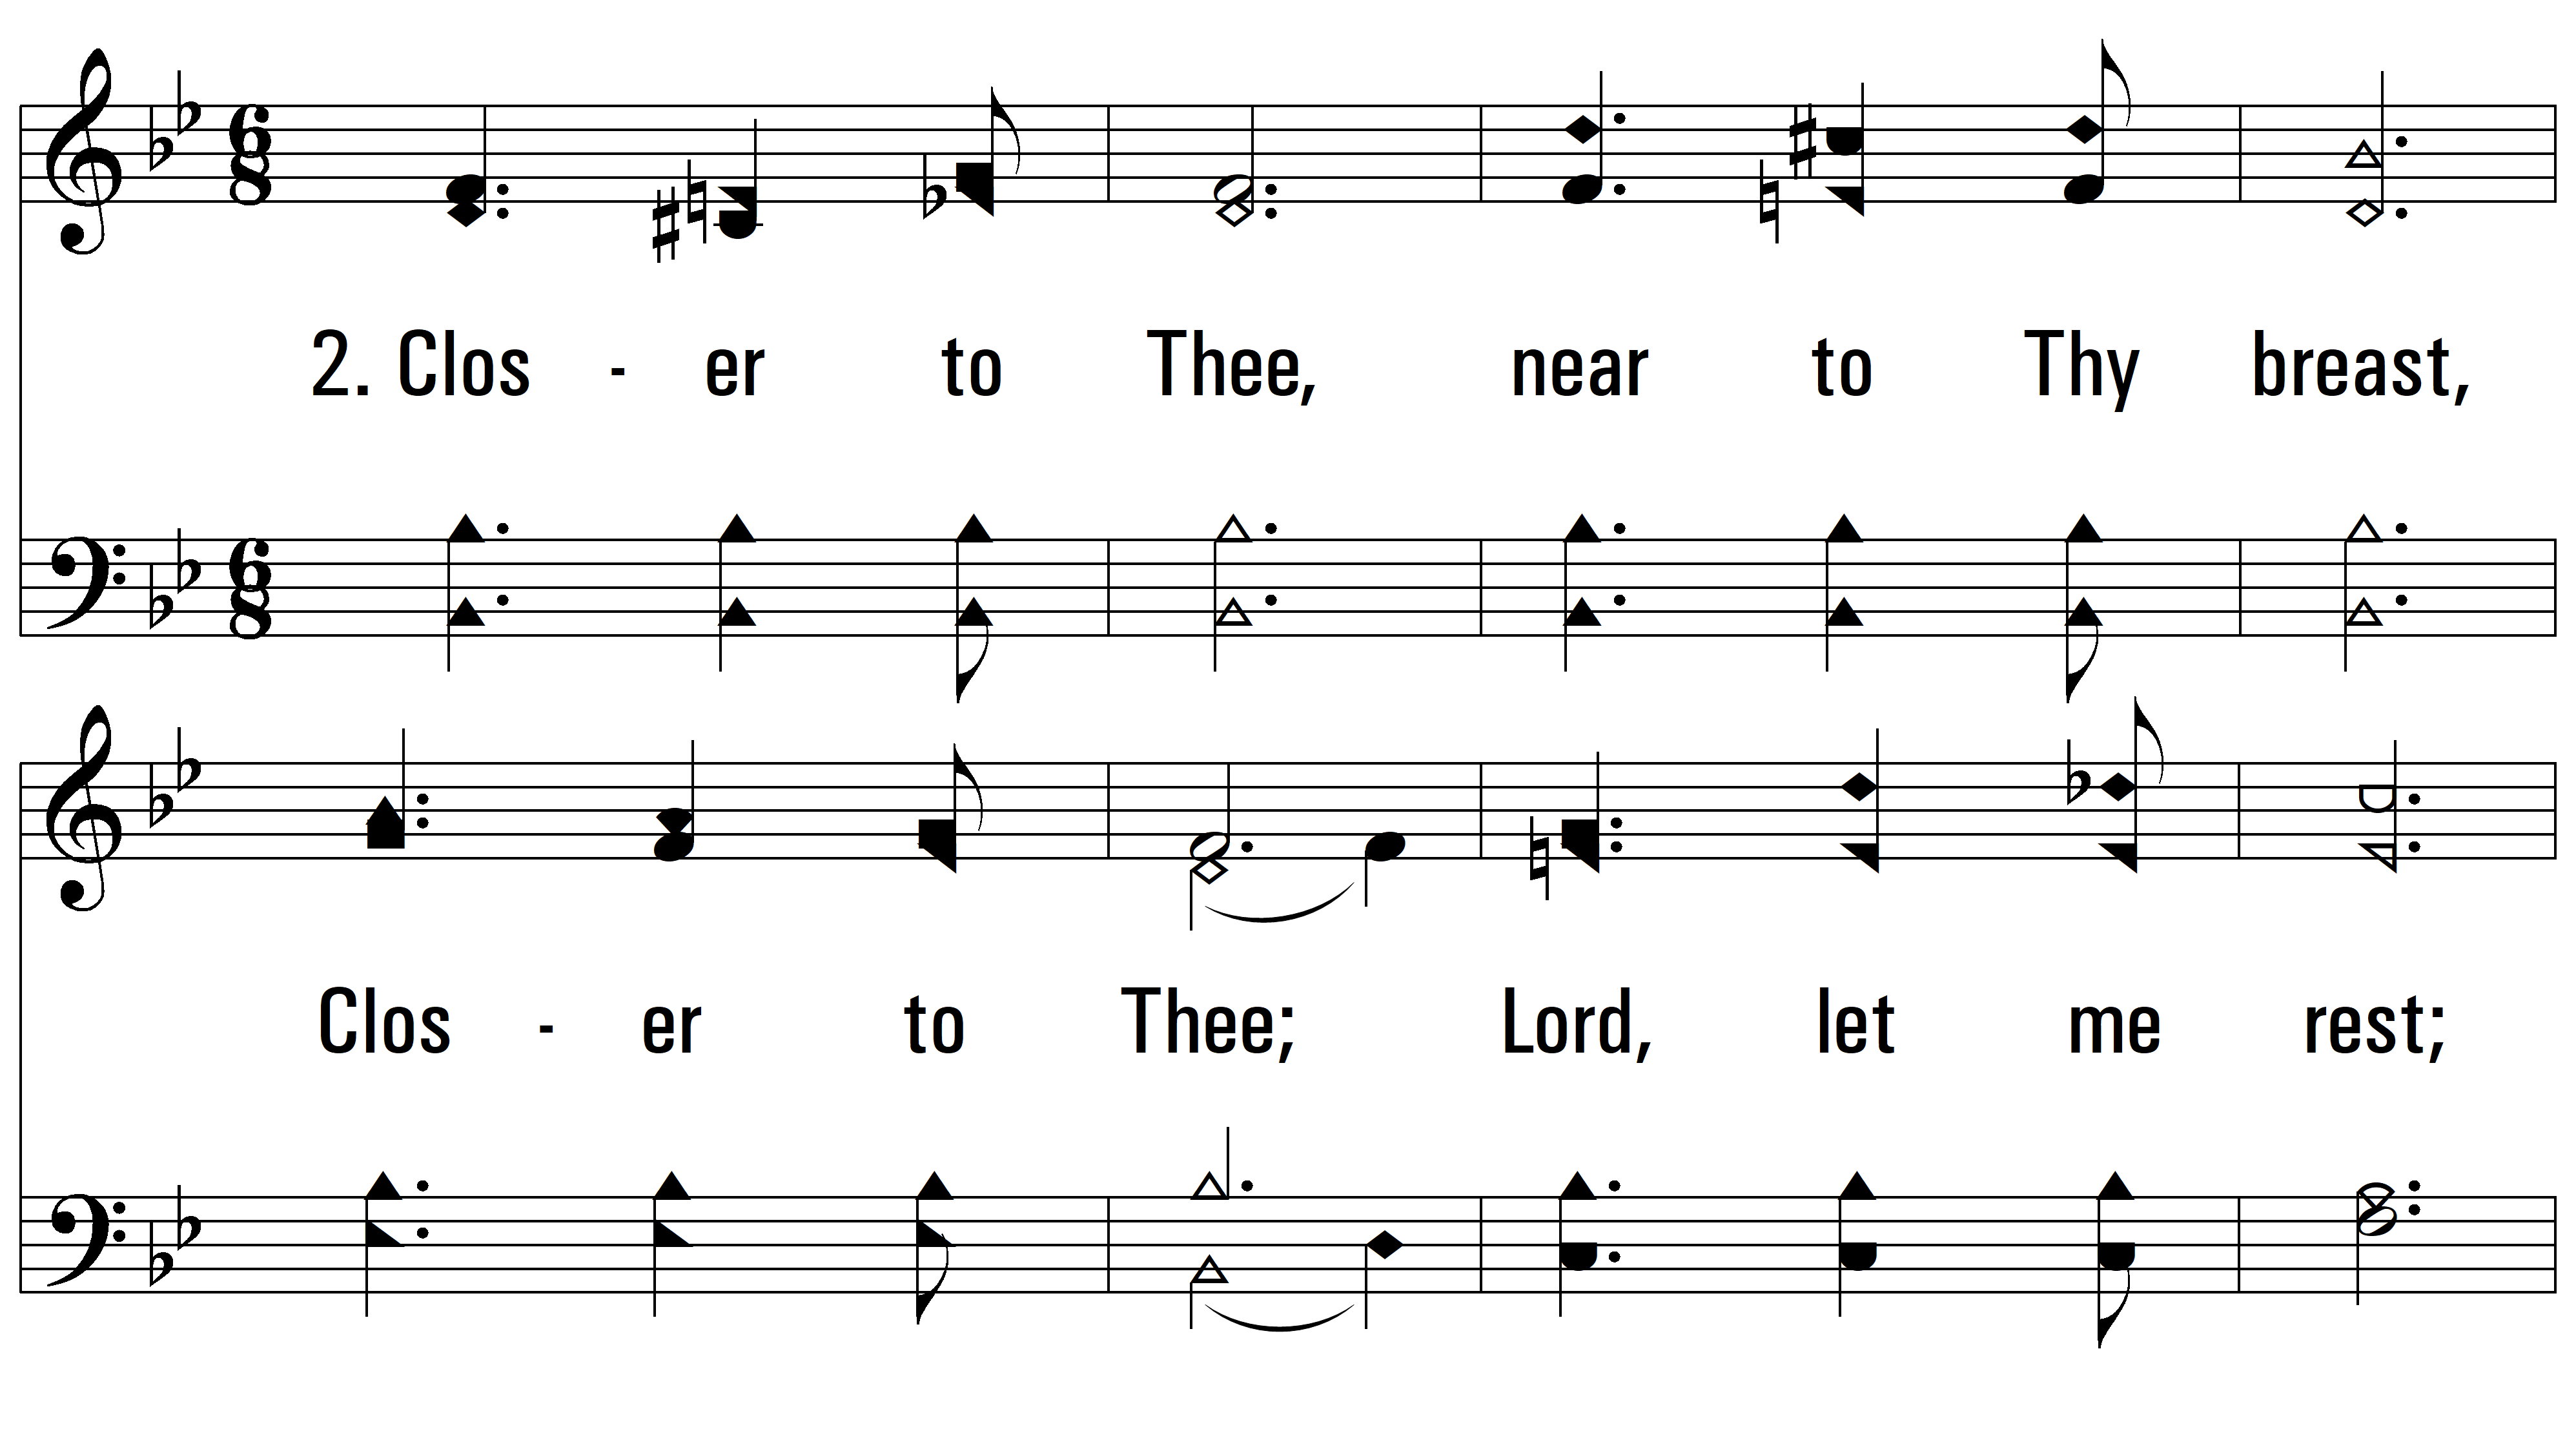 2. Clos - er to Thee, near to Thy breast,
Clos - er to Thee; Lord, let me rest;